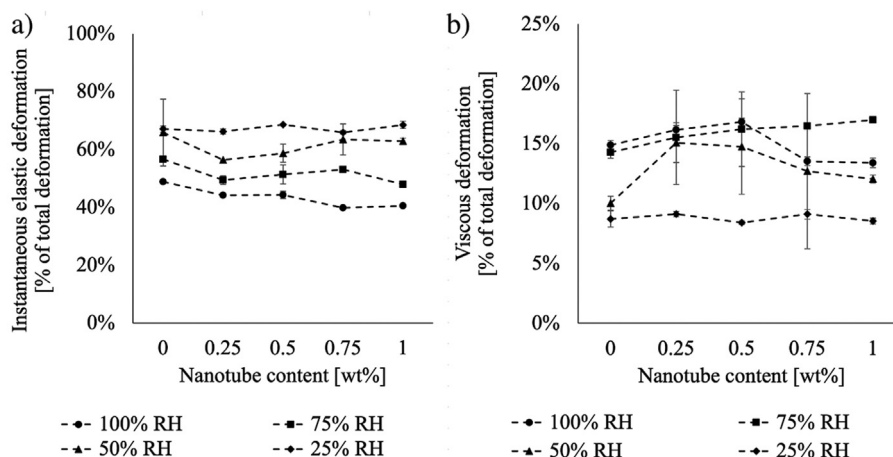 a)
Instantaneous elastic deformation
[% of total deformation]
100%
80%
60%
40%
20%
0%
0 0.25 0.5 0.75 1
Nanotube content [wt%]
100% RH 75% RH
50% RH 25% RH
b)
Viscous deformation
[% of total deformation]
25%
20%
15%
10%
5%
0%
0 0.25 0.5 0.75 1
Nanotube content [wt%]
100% RH 75% RH
50% RH 25% RH